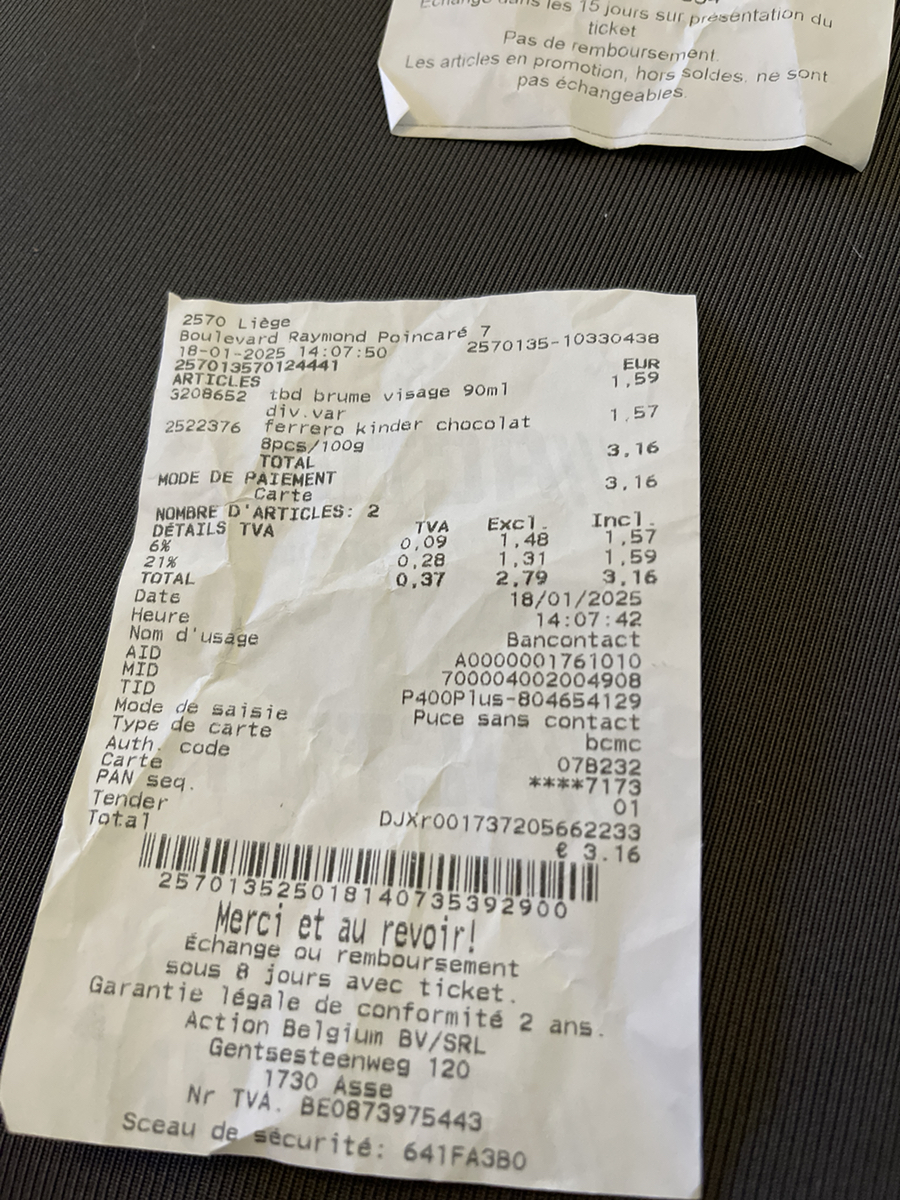 Échange dans les 15 jours sur présentation du
ticket
Pas de remboursement.
Les articles en promotion, hors soldes. ne sont
pas échangeables.
2570 Liège
Boulevard Raymond Poincaré 7
18-01-2025 14:07:50 2570135-10330438
257013570124441
ARTICLES EUR
3208652 tbd brume visage 90ml 1,59
div.var
2522376 ferrero kinder chocolat 1,57
8pcs/100g
TOTAL 3,16
MODE DE PAIEMENT
Carte 3,16
NOMBRE D'ARTICLES: 2
DÉTAILS TVA TVA Excl. Incl.
6% 0,09 1,48 1,57
21% 0,28 1,31 1,59
TOTAL 0,37 2,79 3,16
Date 18/01/2025
Heure 14:07:42
Nom d'usage Bancontact
AID A0000001761010
MID 700004002004908
TID P400Plus-804654129
Mode de saisie Puce sans contact
Type de carte bcmc
Auth. code 07B232
Carte ****7173
PAN seq. 01
Tender DJXr001737205662233
Total € 3.16
257013525018140735392900
Merci et au revoir!
Échange ou remboursement
sous 8 jours avec ticket.
Garantie légale de conformité 2 ans.
Action Belgium BV/SRL
Gentsesteenweg 120
1730 Asse
Nr TVA. BE0873975443
Sceau de sécurité: 641FA3B0